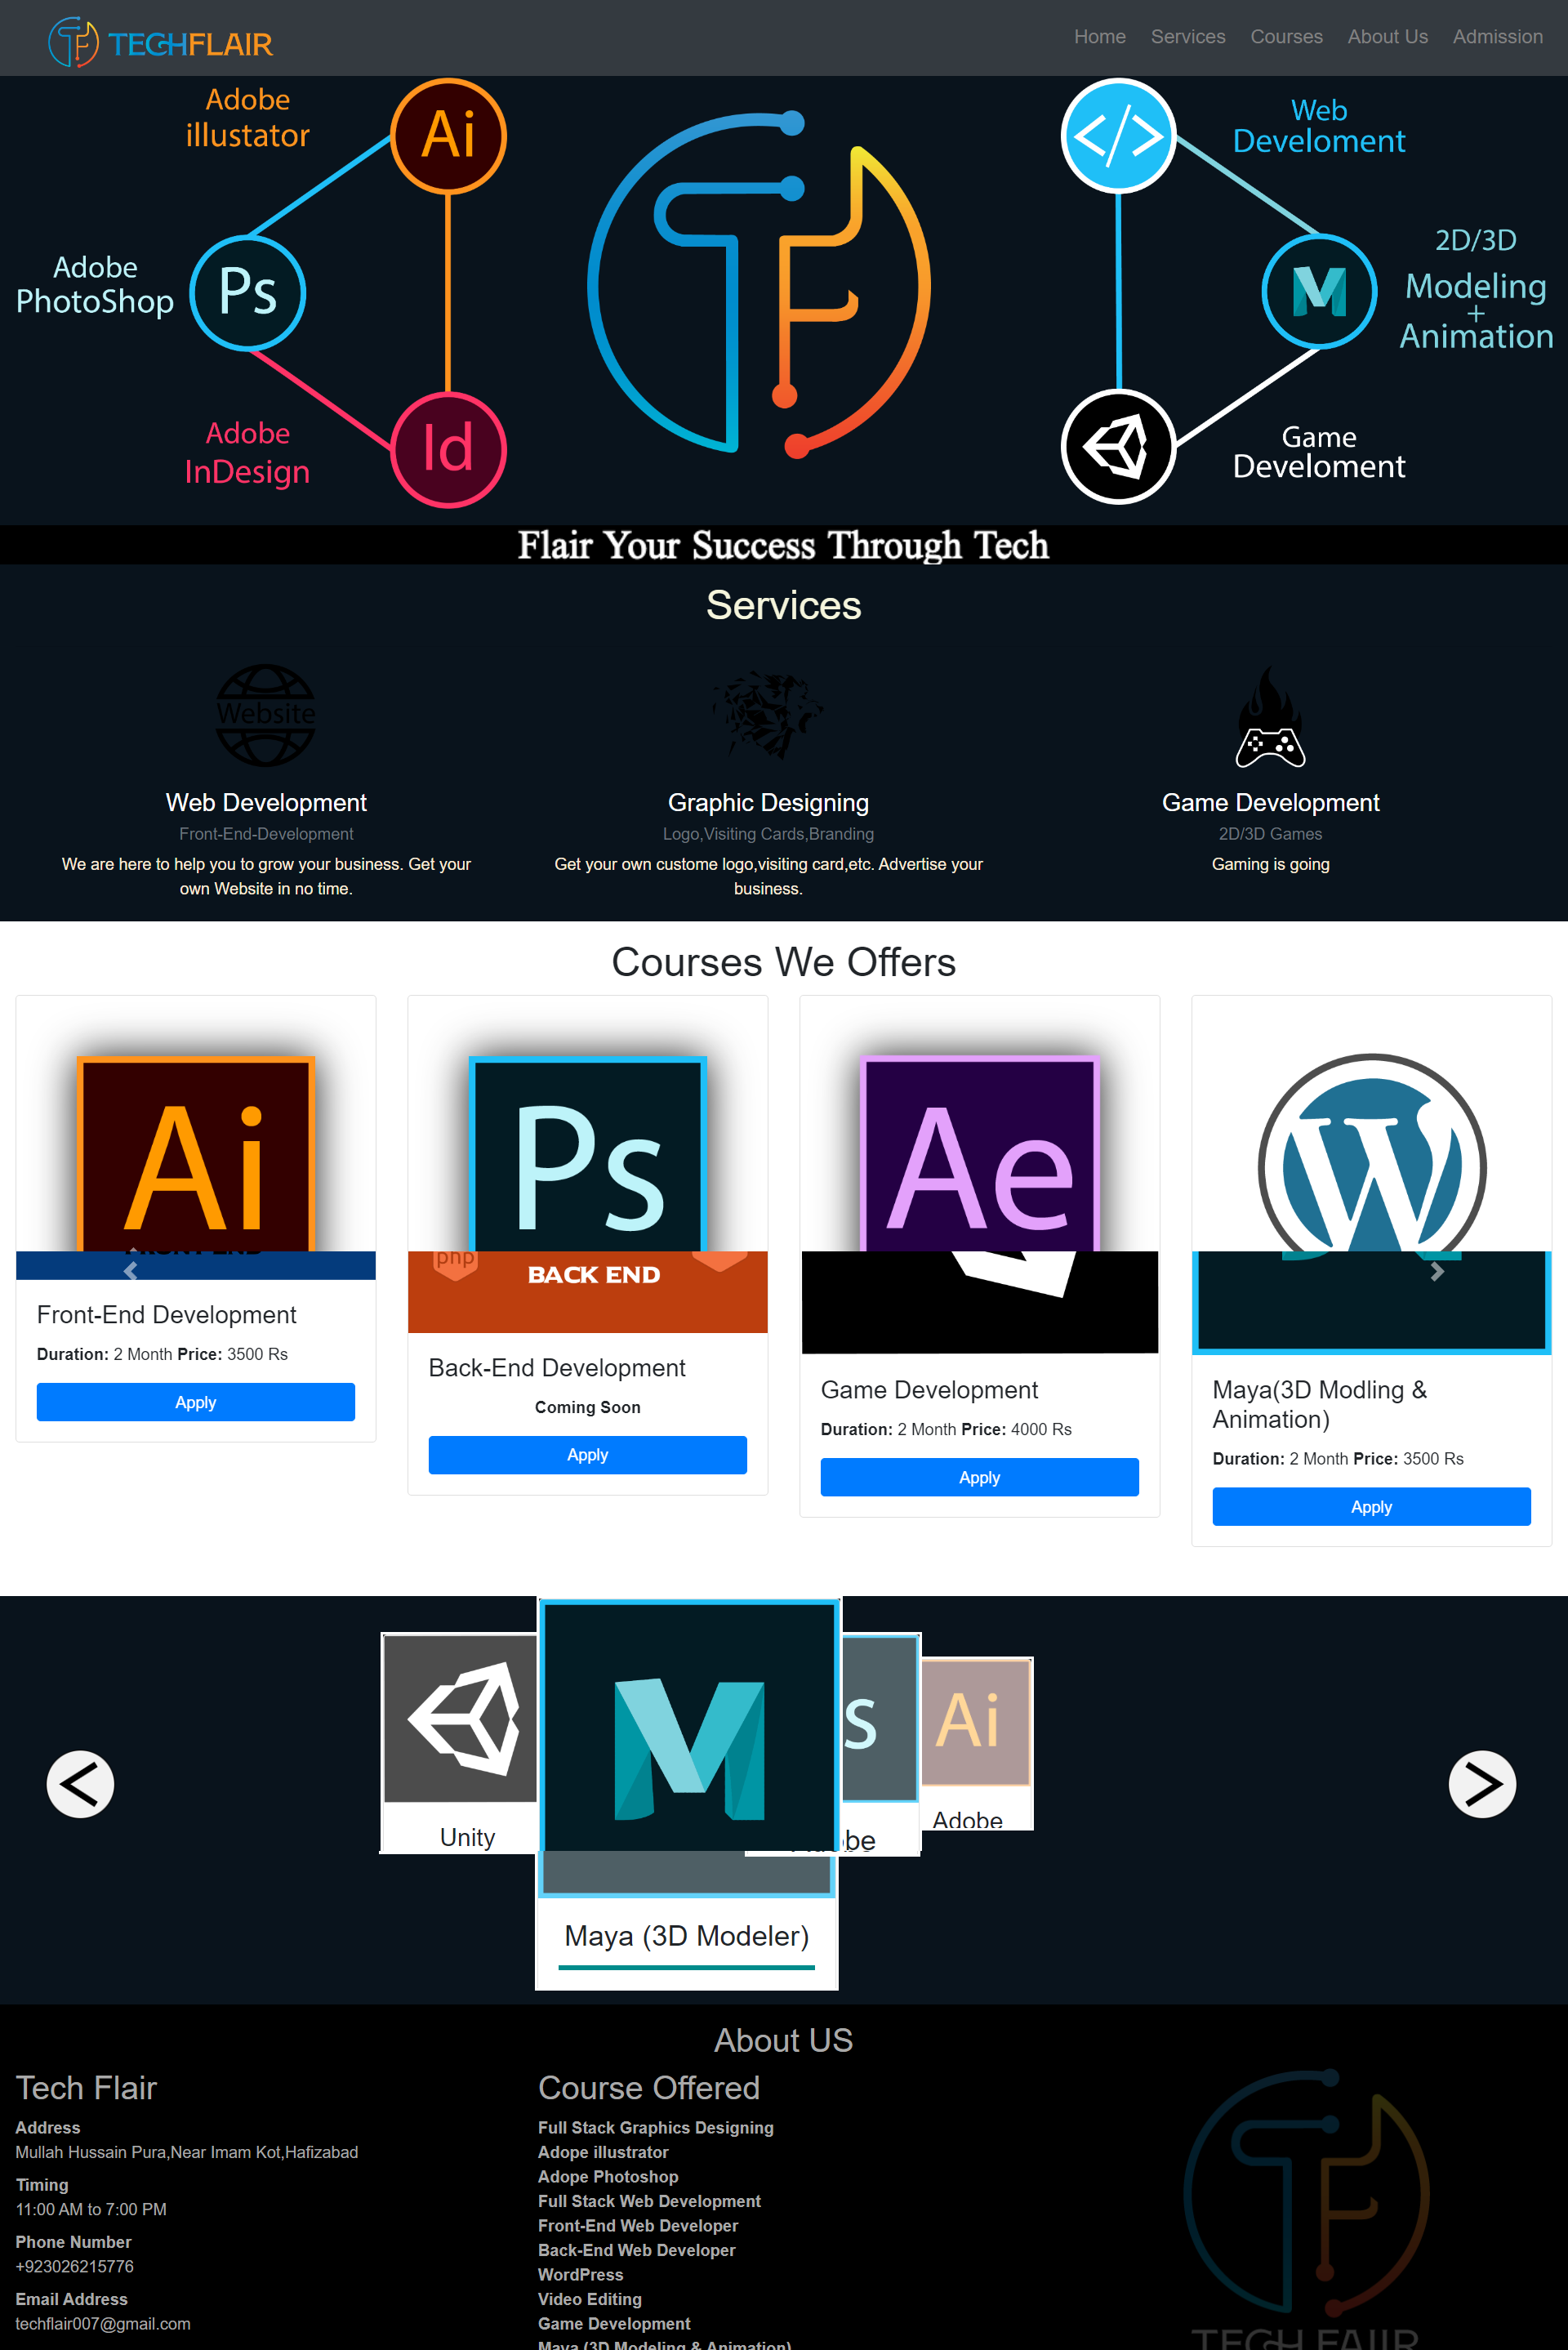 TECHFLAIR
Home Services Courses About Us Admission
Adobe
illustator
Ai
Adobe
PhotoShop
Ps
Adobe
InDesign
Id
</>
Web
Develoment
2D/3D
Modeling
+
Animation
Game
Develoment
Flair Your Success Through Tech
Services
Website
Web Development
Front-End-Development
We are here to help you to grow your business. Get your
own Website in no time.
Graphic Designing
Logo,Visiting Cards,Branding
Get your own custome logo,visiting card,etc. Advertise your
business.
Game Development
2D/3D Games
Gaming is going
Courses We Offers
Ai
FRONT END
Front-End Development
Duration: 2 Month Price: 3500 Rs
Apply
Ps
php
BACK END
Back-End Development
Coming Soon
Apply
Ae
Game Development
Duration: 2 Month Price: 4000 Rs
Apply
W
Maya(3D Modling &
Animation)
Duration: 2 Month Price: 3500 Rs
Apply
Unity
M
Maya (3D Modeler)
s
obe
Ai
Adobe
About US
Tech Flair
Address
Mullah Hussain Pura,Near Imam Kot,Hafizabad
Timing
11:00 AM to 7:00 PM
Phone Number
+923026215776
Email Address
techflair007@gmail.com
Course Offered
Full Stack Graphics Designing
Adope illustrator
Adope Photoshop
Full Stack Web Development
Front-End Web Developer
Back-End Web Developer
WordPress
Video Editing
Game Development
Maya (3D Modeling & Animation)
TECH FAIIR